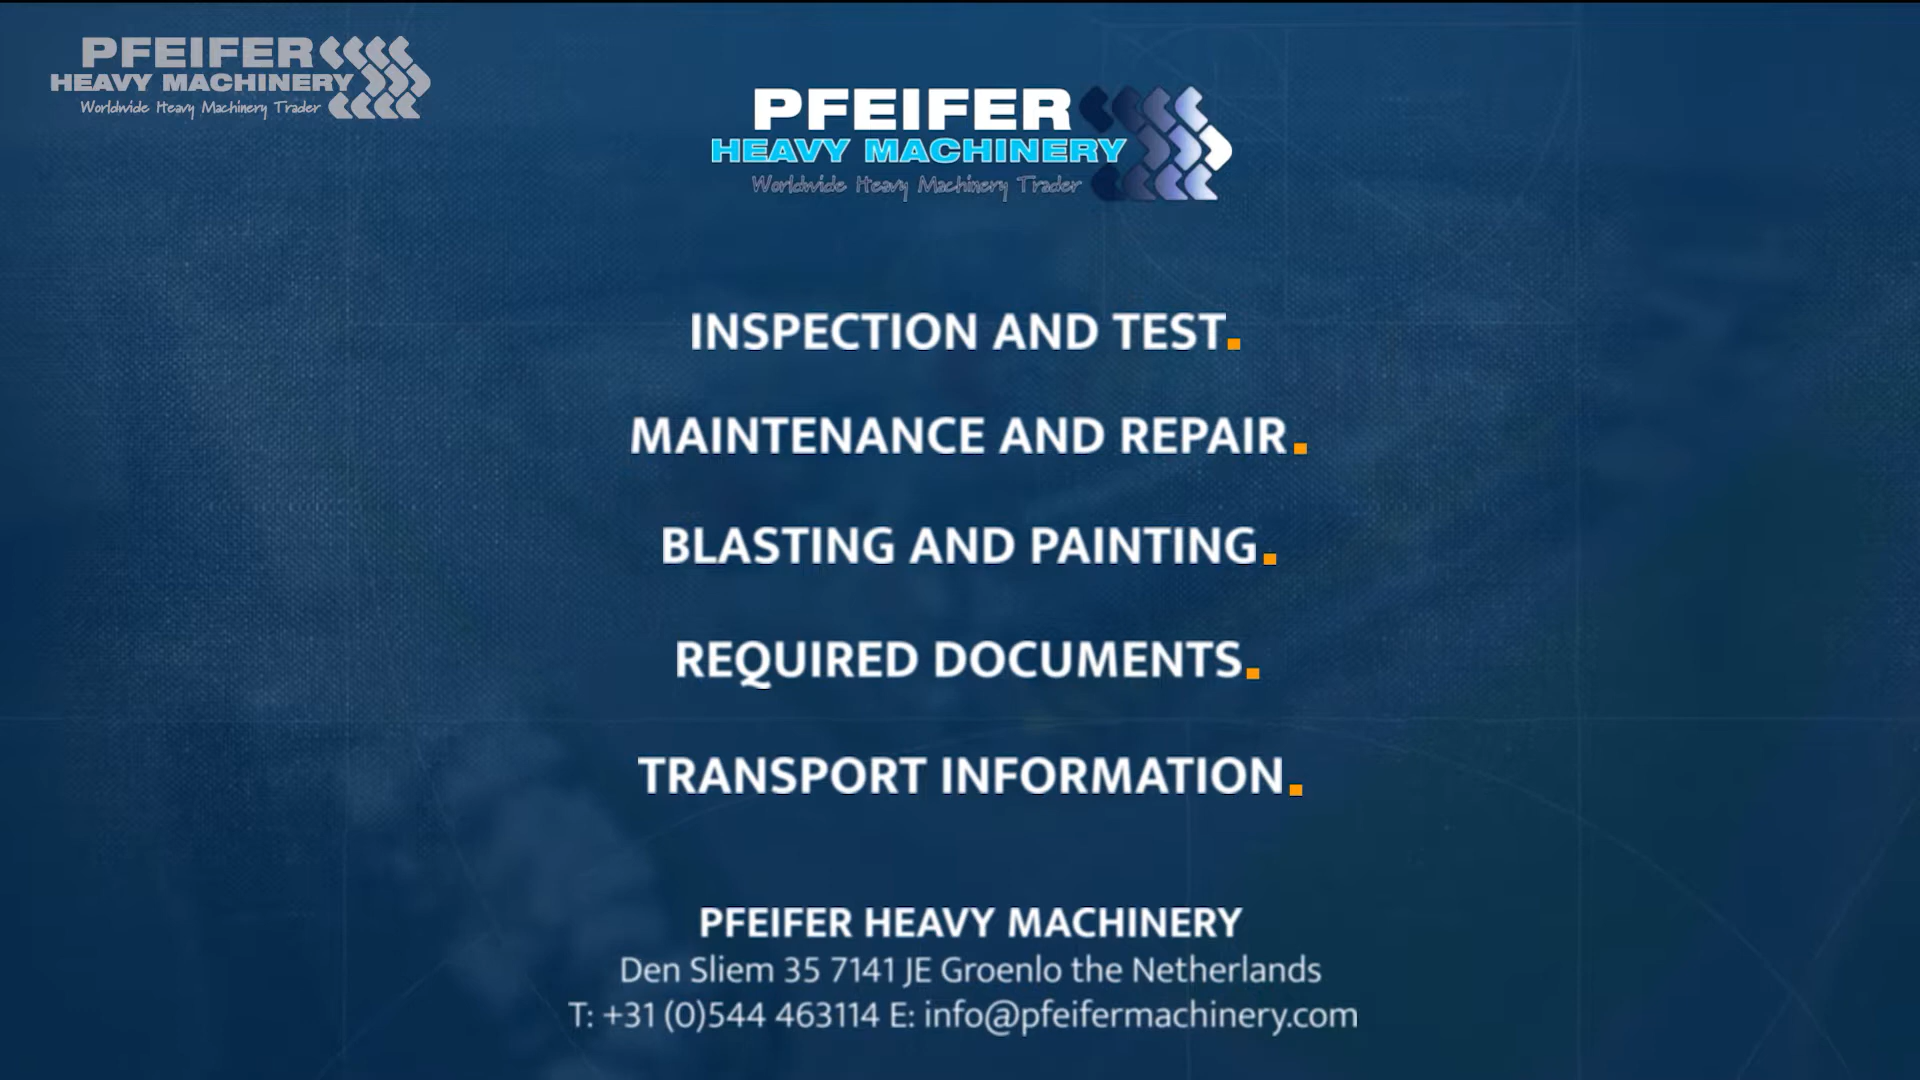 PFEIFER
HEAVY MACHINERY
Worldwide Heavy Machinery Trader
PFEIFER
HEAVY MACHINERY
Worldwide Heavy Machinery Trader
INSPECTION AND TEST.
MAINTENANCE AND REPAIR.
BLASTING AND PAINTING.
REQUIRED DOCUMENTS.
TRANSPORT INFORMATION.
PFEIFER HEAVY MACHINERY
Den Sliem 35 7141 JE Groenlo the Netherlands
T: +31 (0)544 463114 E: info@pfeifermachinery.com